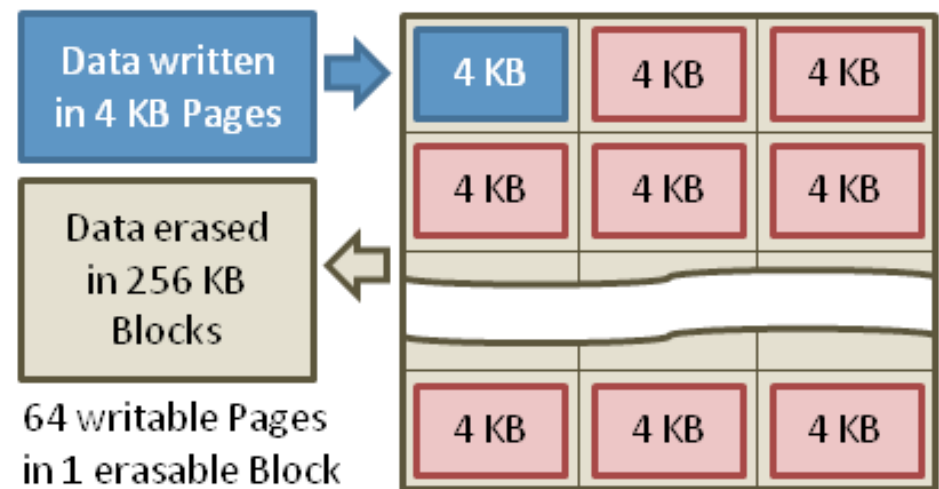 Data written
in 4 KB Pages
Data erased
in 256 KB
Blocks
64 writable Pages
in 1 erasable Block
4 KB 4 KB 4 KB
4 KB 4 KB 4 KB
4 KB 4 KB 4 KB